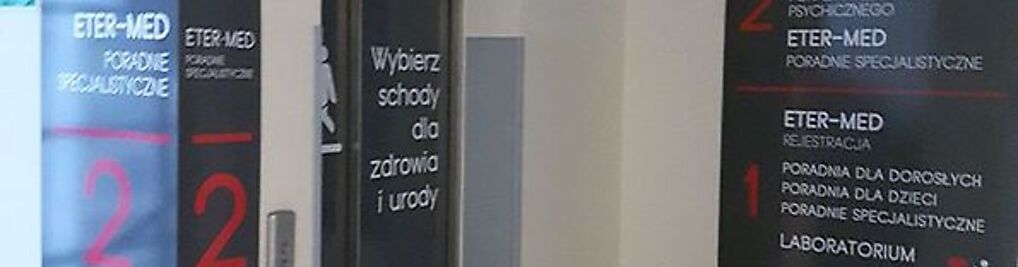 ETER-MED
PORADNIE
SPECJALISTYCZNE
2
ETER-MED
PORADNIE
SPECJALISTYCZNE
2
Wybierz
schody
dla
zdrowia
i urody
2
PSYCHICZNEGO
ETER-MED
PORADNIE SPECJALISTYCZNE
ETER-MED
REJESTRACJA
1
PORADNIA DLA DOROSŁYCH
PORADNIA DLA DZIECI
PORADNIE SPECJALISTYCZNE
LABORATORIUM